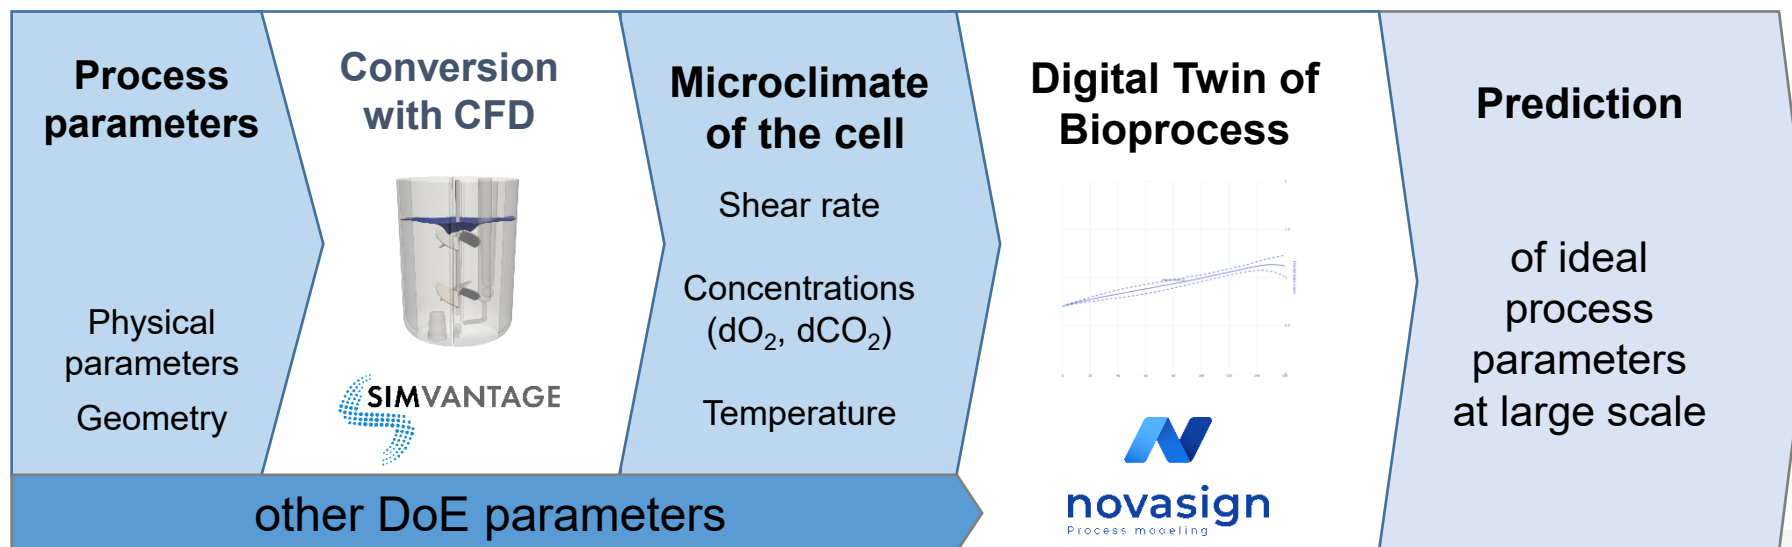 Process
parameters
Physical
parameters
Geometry
Conversion
with CFD
SIMVANTAGE
Microclimate
of the cell
Shear rate
Concentrations
(dO₂, dCO₂)
Temperature
Digital Twin of
Bioprocess
novasign
Process modeling
Prediction
of ideal
process
parameters
at large scale
other DoE parameters